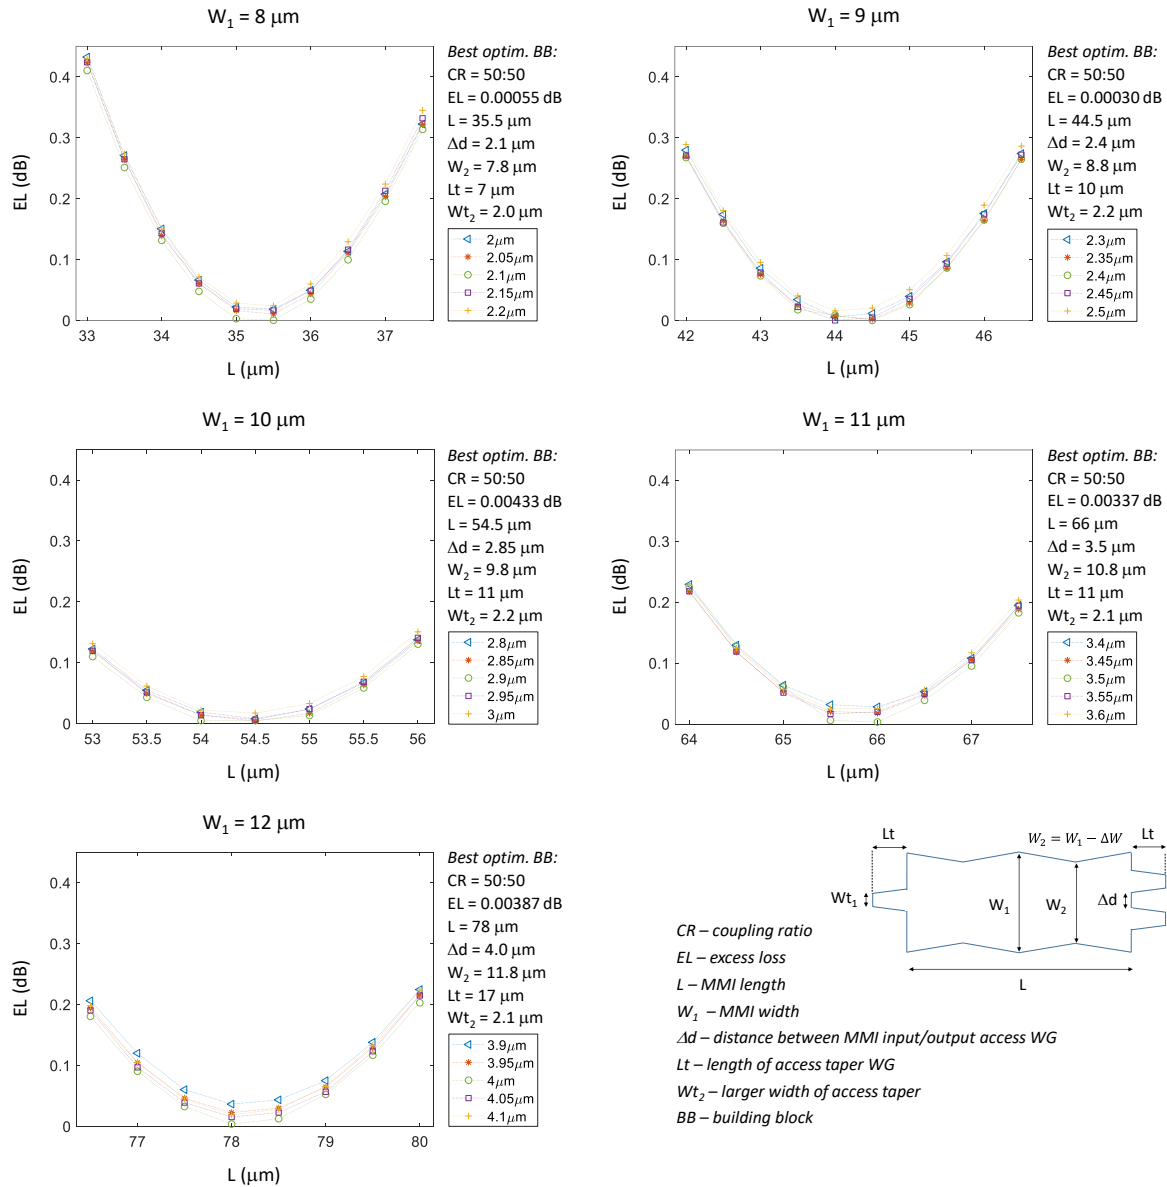 W1 = 8 μm
EL (dB)
0.4
0.3
0.2
0.1
0
33
34
35
36
37
L (μm)
Best optim. BB:
CR = 50:50
EL = 0.00055 dB
L = 35.5 μm
Δd = 2.1 μm
W2 = 7.8 μm
Lt = 7 μm
Wt2 = 2.0 μm
2μm
2.05μm
2.1μm
2.15μm
2.2μm
W1 = 9 μm
EL (dB)
0.4
0.3
0.2
0.1
0
42
43
44
45
46
L (μm)
Best optim. BB:
CR = 50:50
EL = 0.00030 dB
L = 44.5 μm
Δd = 2.4 μm
W2 = 8.8 μm
Lt = 10 μm
Wt2 = 2.2 μm
2.3μm
2.35μm
2.4μm
2.45μm
2.5μm
W1 = 10 μm
EL (dB)
0.4
0.3
0.2
0.1
0
53
53.5
54
54.5
55
55.5
56
L (μm)
Best optim. BB:
CR = 50:50
EL = 0.00433 dB
L = 54.5 μm
Δd = 2.85 μm
W2 = 9.8 μm
Lt = 11 μm
Wt2 = 2.2 μm
2.8μm
2.85μm
2.9μm
2.95μm
3μm
W1 = 11 μm
EL (dB)
0.4
0.3
0.2
0.1
0
64
65
66
67
L (μm)
Best optim. BB:
CR = 50:50
EL = 0.00337 dB
L = 66 μm
Δd = 3.5 μm
W2 = 10.8 μm
Lt = 11 μm
Wt2 = 2.1 μm
3.4μm
3.45μm
3.5μm
3.55μm
3.6μm
W1 = 12 μm
EL (dB)
0.4
0.3
0.2
0.1
0
77
78
79
80
L (μm)
Best optim. BB:
CR = 50:50
EL = 0.00387 dB
L = 78 μm
Δd = 4.0 μm
W2 = 11.8 μm
Lt = 17 μm
Wt2 = 2.1 μm
3.9μm
3.95μm
4μm
4.05μm
4.1μm
Lt
W2 = W1 − ΔW
Lt
Wt1
W1
W2
Δd
L
CR – coupling ratio
EL – excess loss
L – MMI length
W1 – MMI width
Δd – distance between MMI input/output access WG
Lt – length of access taper WG
Wt2 – larger width of access taper
BB – building block